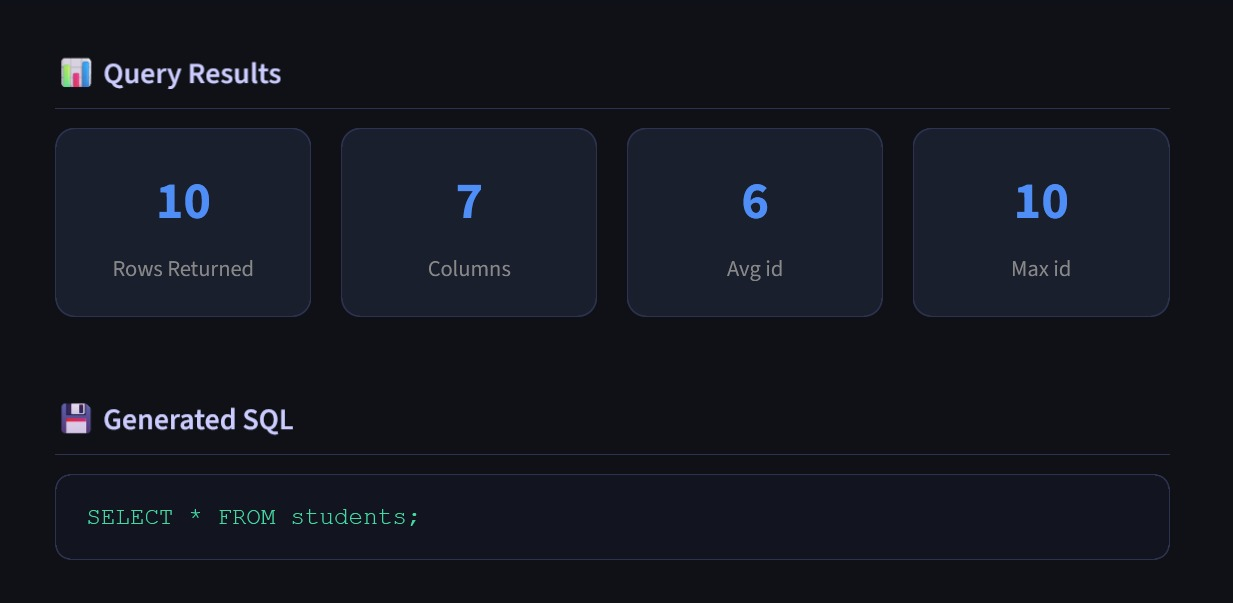 Query Results
10
Rows Returned
7
Columns
6
Avg id
10
Max id
Generated SQL
SELECT * FROM students;